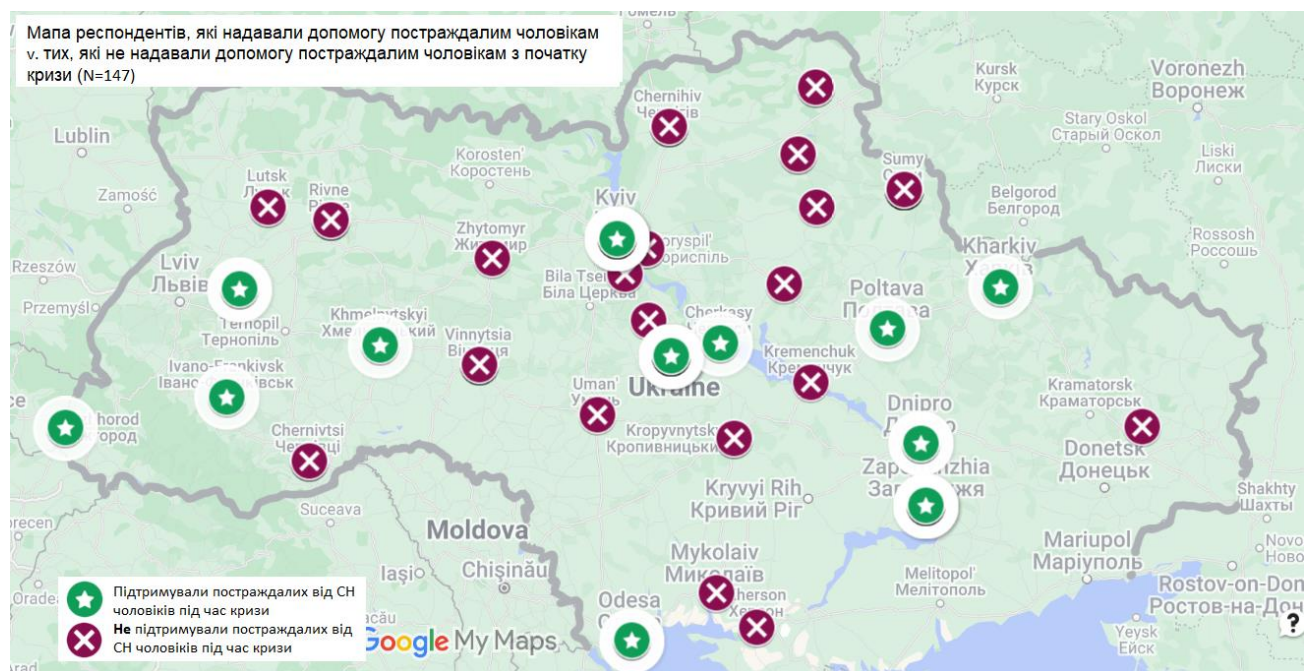 Мапа респондентів, які надавали допомогу постраждалим чоловікам
v. тих, які не надавали допомогу постраждалим чоловікам з початку
кризи (N=147)
Гомель
Kursk
Курск
Voronezh
Воронеж
Chernihiv
Stary Oskol
Старый Оскол
Lublin
Korosten'
Коростень
Sumy
Liski
Лиски
Замość
Lutsk
Rivne
Belgorod
Белгород
Kyiv
Zhytomyr
Rossosh
Россошь
Kharkiv
Rzeszów
Lviv
Львів
Bila
Біла Церква
Poltava
Przemyśl
Khmelnytskyi
Cherkasy
Ternopil
Тернопіль
Vinnytsia
Kremenchuk
Ivano-Frankivsk
Uman'
Ukraine
Kramatorsk
Краматорськ
Dnipro
Chernivtsi
Kropyvnytskyi
Кропивницький
Donetsk
Донецьк
Suceava
Kryvyi Rih
Кривий Ріг
Shakhty
Шахты
Moldova
Mykolaiv
Миколаїв
Mariupol
Маріуполь
Iași
Chișinău
Melitopol'
Мелітополь
Rostov-on-Don
Ростов-на-Дон
Odesa
Yeysk
Ейск
?
Підтримували постраждалих від СН
чоловіків під час кризи
Не підтримували постраждалих від
СН чоловіків під час кризи
Google My Maps